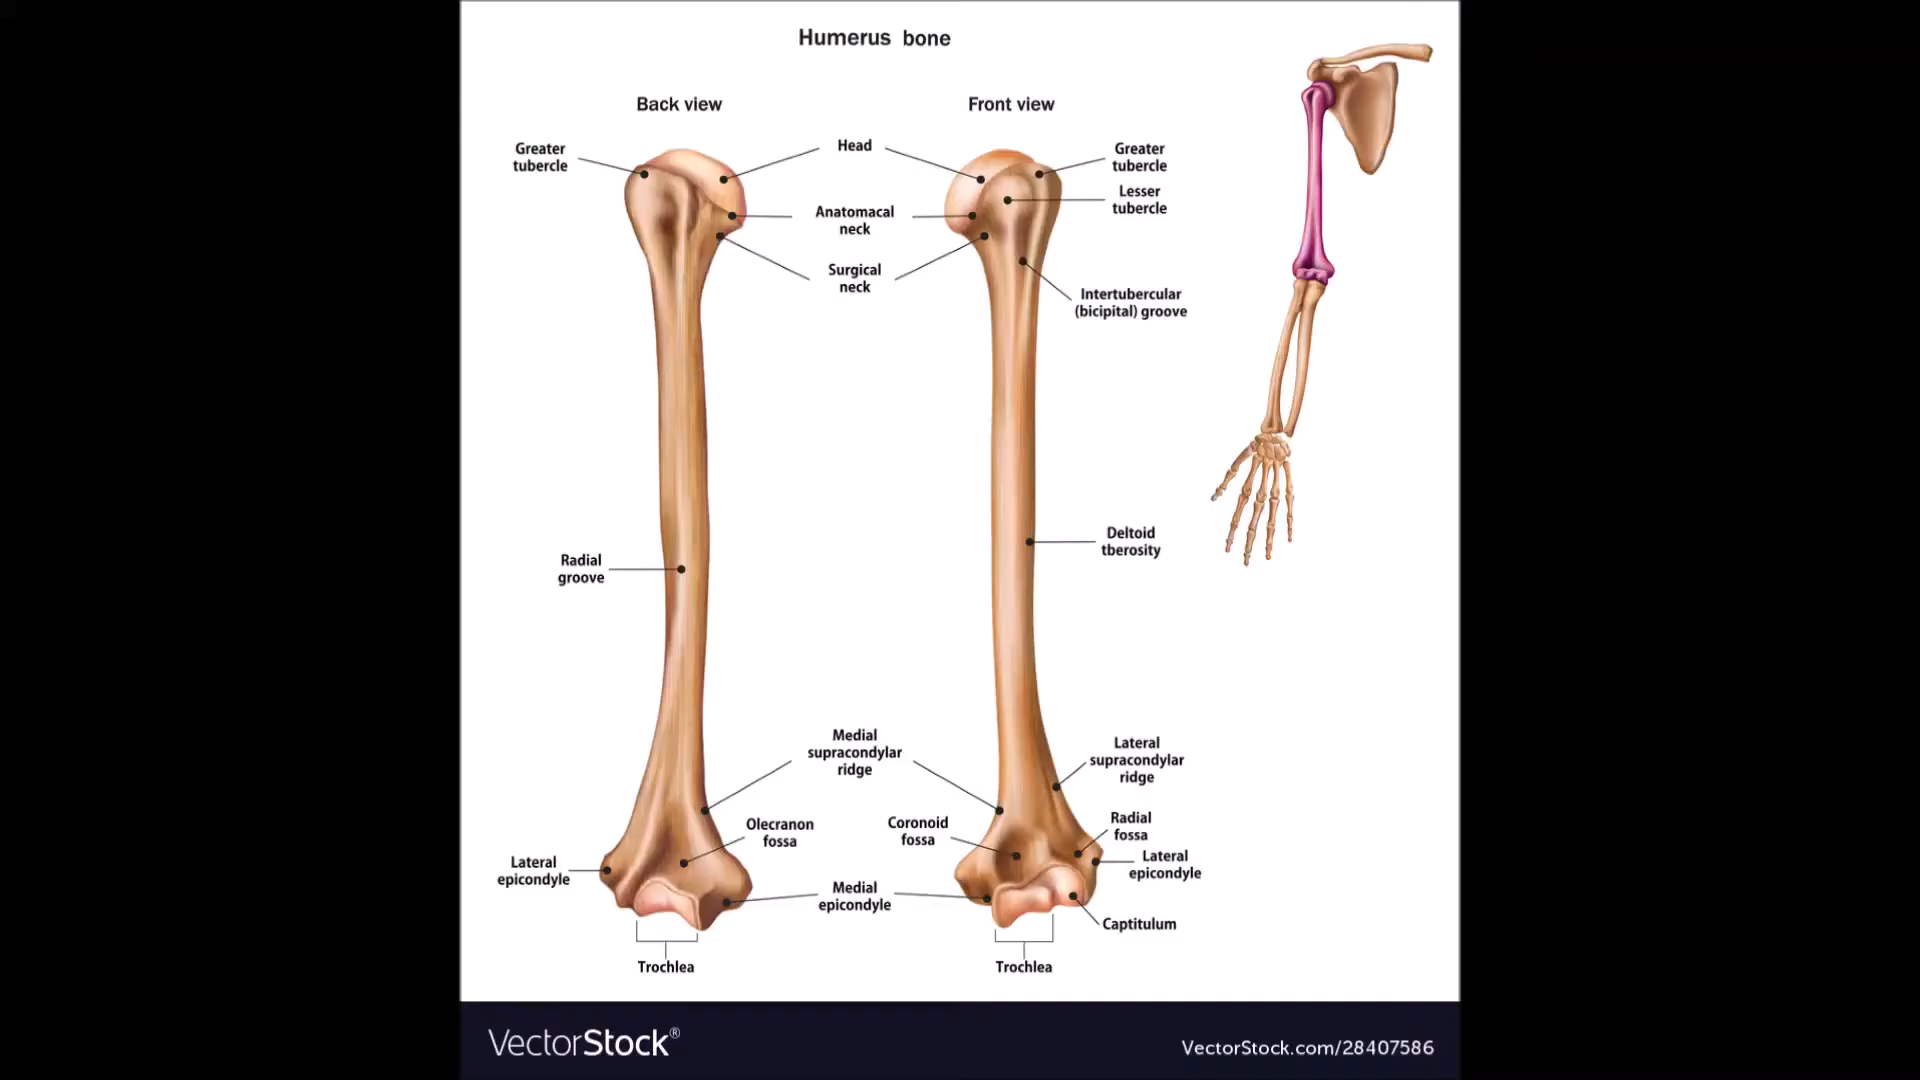 Humerus bone
Back view
Front view
Greater
tubercle
Head
Greater
tubercle
Lesser
tubercle
Anatomacal
neck
Surgical
neck
Intertubercular
(bicipital) groove
Radial
groove
Deltoid
tberosity
Medial
supracondylar
ridge
Lateral
supracondylar
ridge
Olecranon
fossa
Coronoid
fossa
Radial
fossa
Lateral
epicondyle
Medial
epicondyle
Lateral
epicondyle
Captitulum
Trochlea
Trochlea
VectorStock®
VectorStock.com/28407586